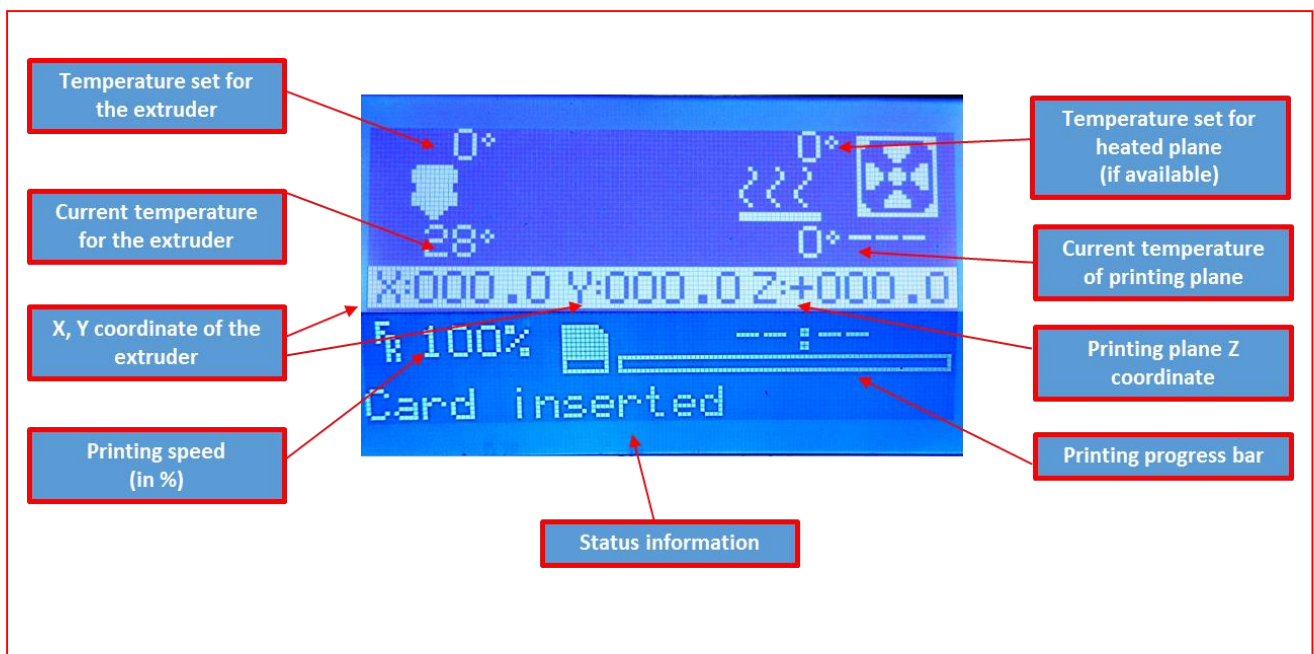 Temperature set for
the extruder
Current temperature
for the extruder
X, Y coordinate of the
extruder
Printing speed
(in %)
0°
0°
28°
0° ---
X:000.0 Y:000.0 Z:+000.0
FR 100%
--:--
Card inserted
Status information
Temperature set for
heated plane
(if available)
Current temperature
of printing plane
Printing plane Z
coordinate
Printing progress bar